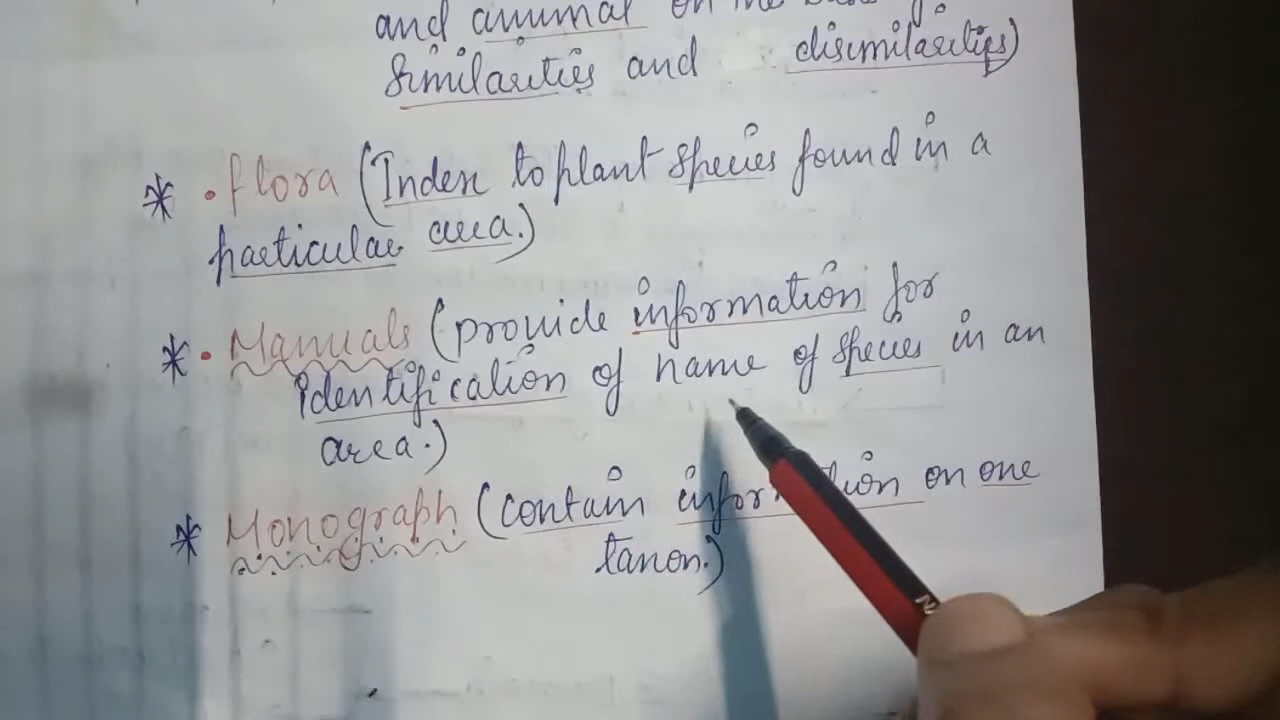 and animal on the
similarities and disimilarities)
* • flora (Index to plant species found in a
particular area.)
* • Manuals (provide information for
identification of name of species in an
area.)
* Monograph (contain information on one
taxon.)